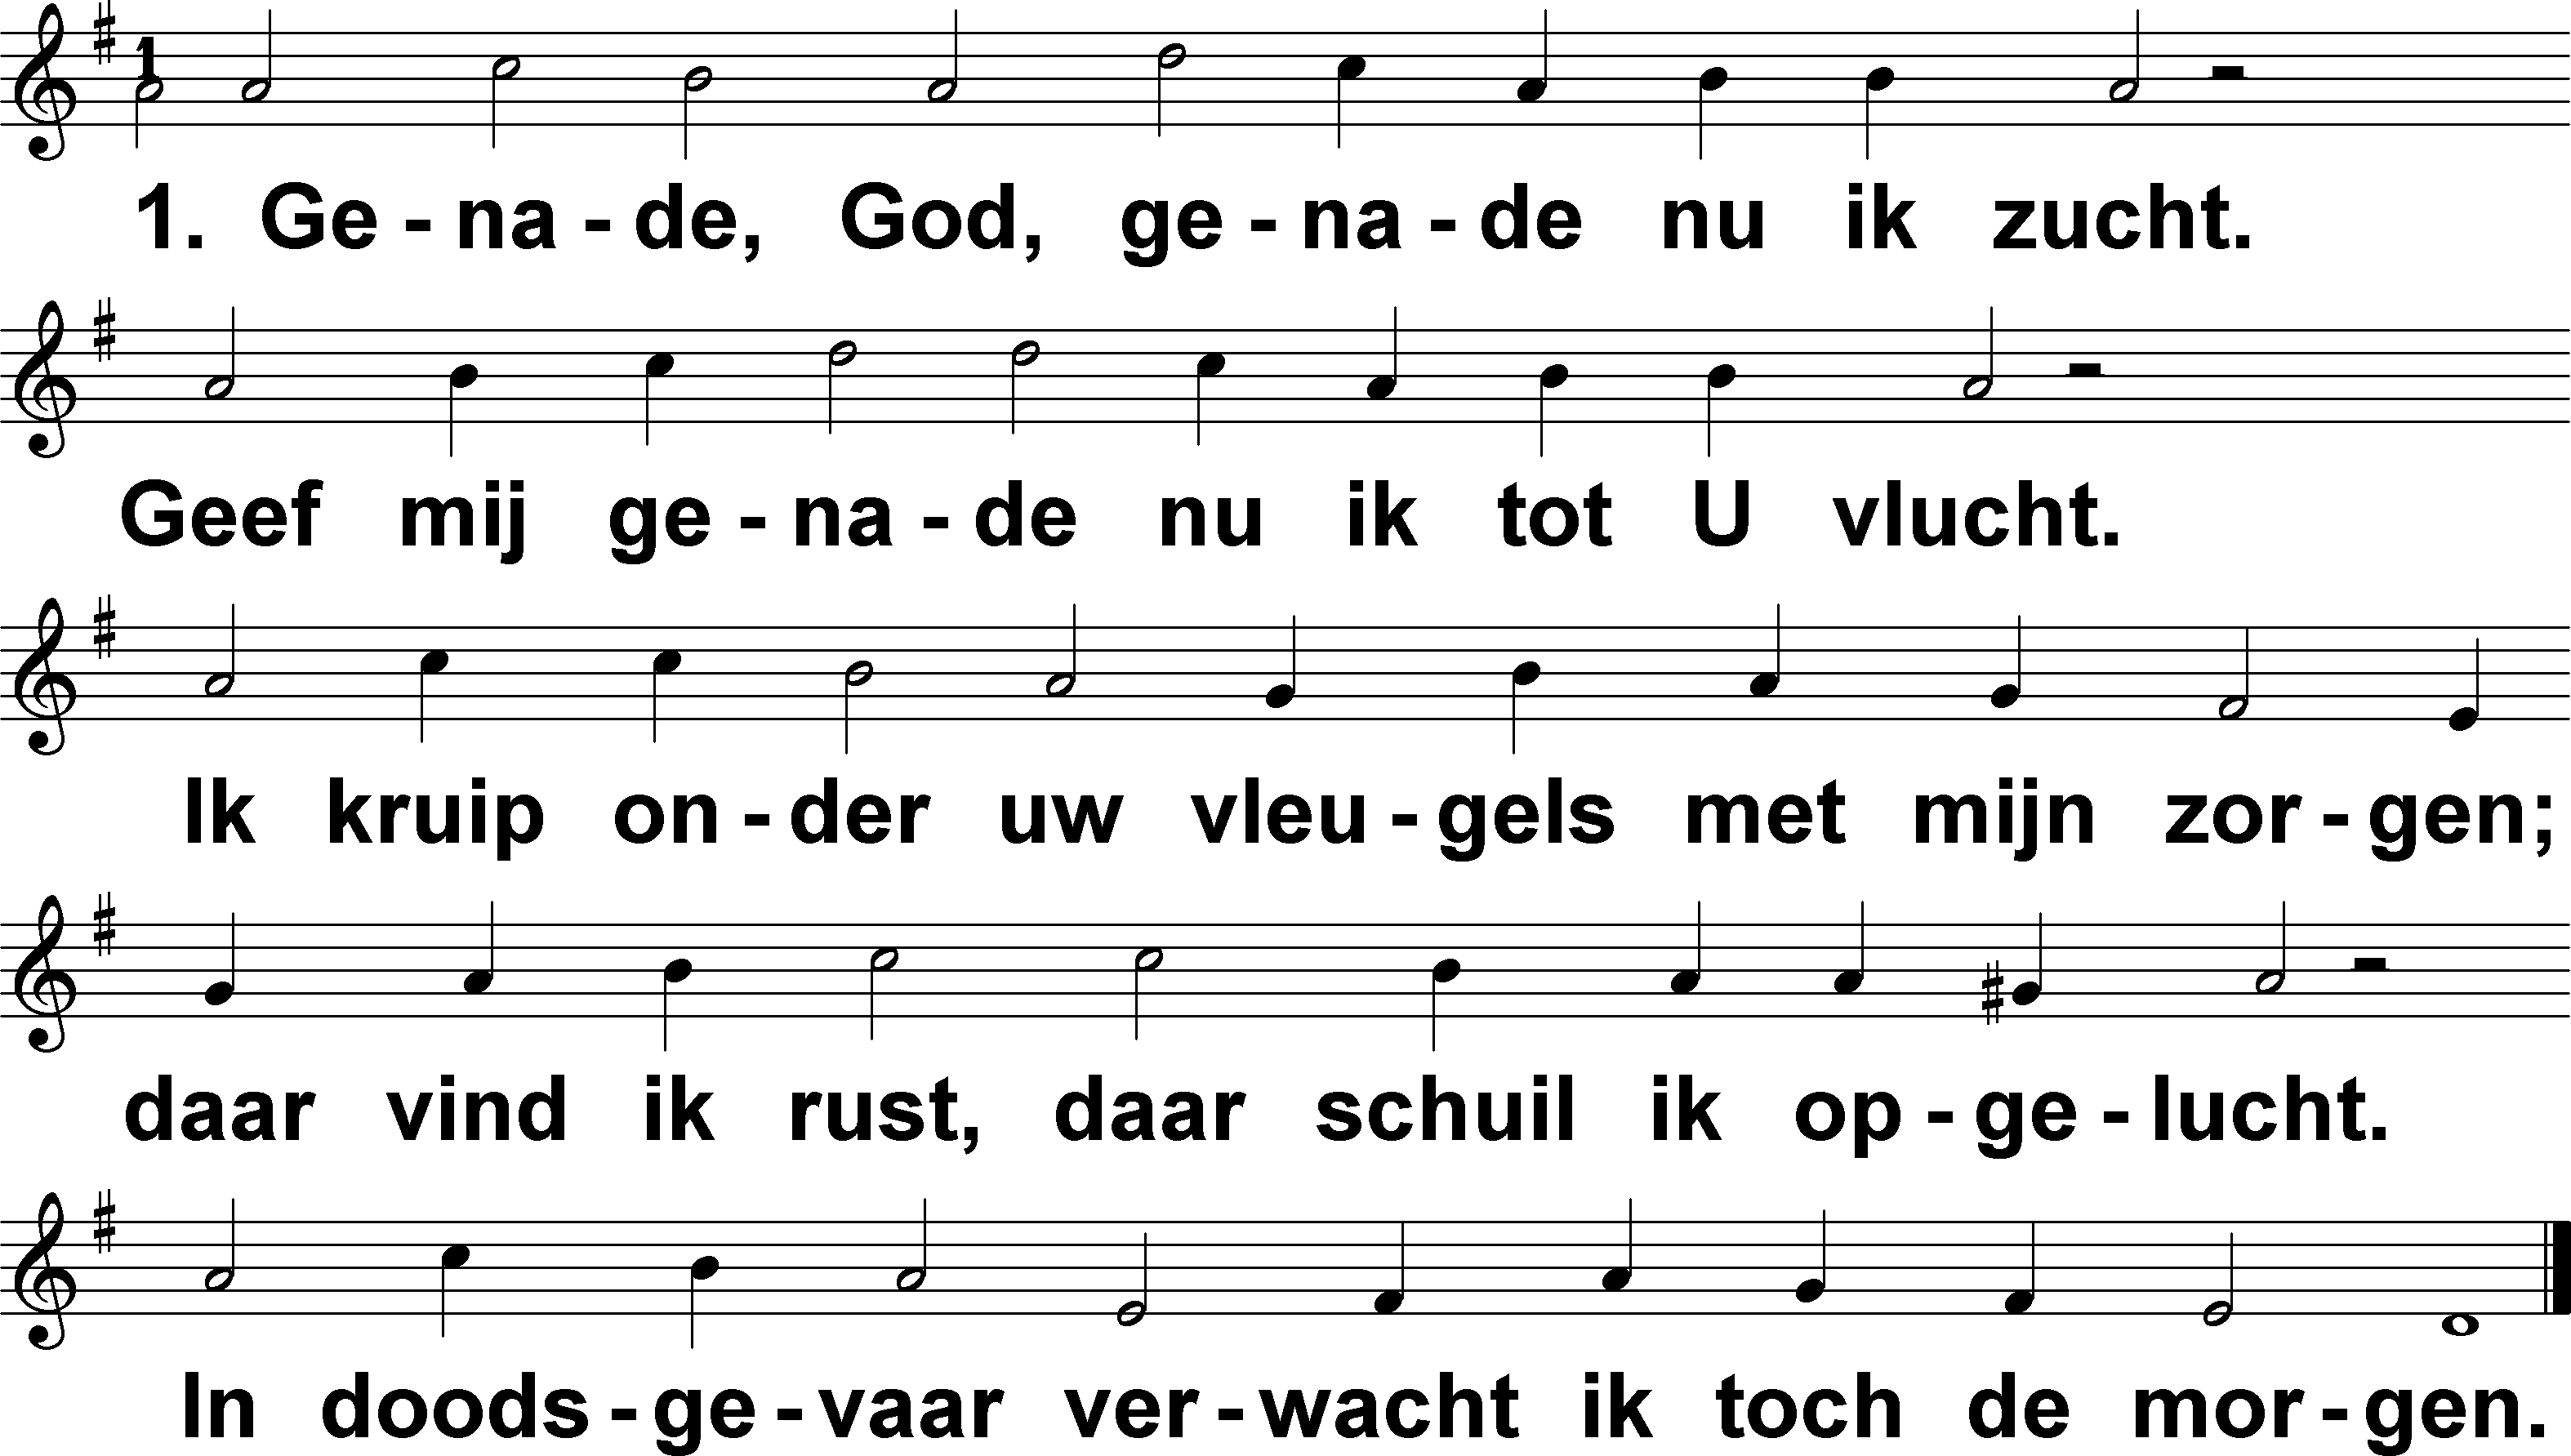 1
1. Ge - na - de, God, ge - na - de nu ik zucht.
Geef mij ge - na - de nu ik tot U vlucht.
Ik kruip on - der uw vleu - gels met mijn zor - gen;
daar vind ik rust, daar schuil ik op - ge - lucht.
In doods - ge - vaar ver - wacht ik toch de mor - gen.